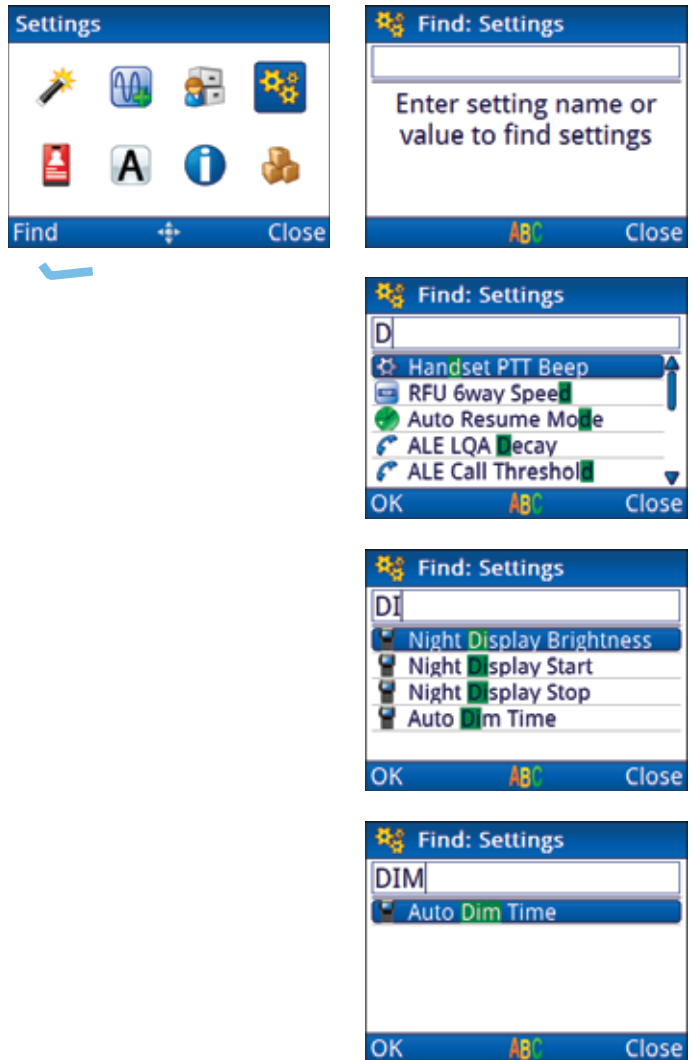 Settings
A
i
Find
Close
Find: Settings
Enter setting name or
value to find settings
ABC
Close
Find: Settings
D
Handset PTT Beep
RFU 6way Speed
Auto Resume Mode
ALE LQA Decay
ALE Call Threshold
OK
ABC
Close
Find: Settings
DI
Night Display Brightness
Night Display Start
Night Display Stop
Auto Dim Time
OK
ABC
Close
Find: Settings
DIM
Auto Dim Time
OK
ABC
Close